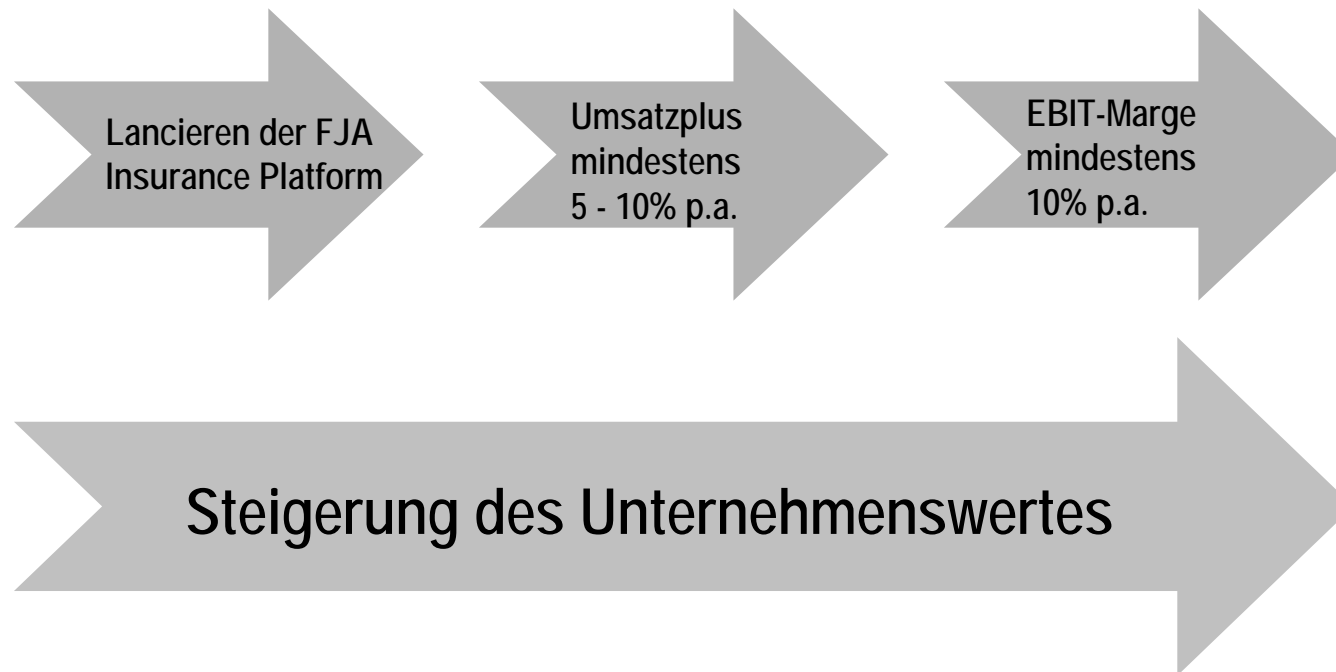 Lancieren der FJA
Insurance Platform
Umsatzplus
mindestens
5 - 10% p.a.
EBIT-Marge
mindestens
10% p.a.
Steigerung des Unternehmenswertes